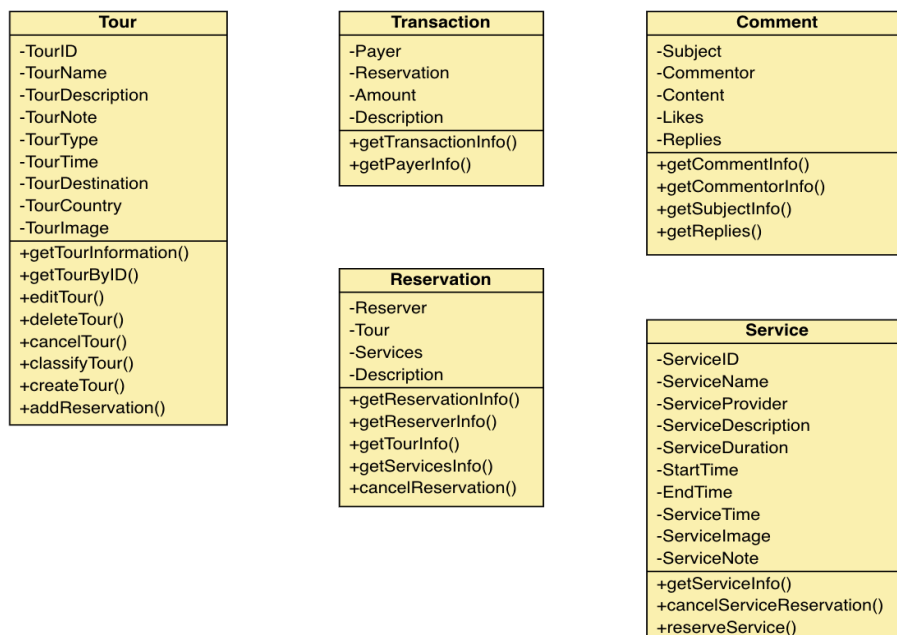 Tour
-TourID
-TourName
-TourDescription
-TourNote
-TourType
-TourTime
-TourDestination
-TourCountry
-TourImage
+getTourInformation()
+getTourByID()
+editTour()
+deleteTour()
+cancelTour()
+classifyTour()
+createTour()
+addReservation()
Transaction
-Payer
-Reservation
-Amount
-Description
+getTransactionInfo()
+getPayerInfo()
Reservation
-Reserver
-Tour
-Services
-Description
+getReservationInfo()
+getReserverInfo()
+getTourInfo()
+getServicesInfo()
+cancelReservation()
Comment
-Subject
-Commentor
-Content
-Likes
-Replies
+getCommentInfo()
+getCommentorInfo()
+getSubjectInfo()
+getReplies()
Service
-ServiceID
-ServiceName
-ServiceProvider
-ServiceDescription
-ServiceDuration
-StartTime
-EndTime
-ServiceTime
-ServiceImage
-ServiceNote
+getServiceInfo()
+cancelServiceReservation()
+reserveService()